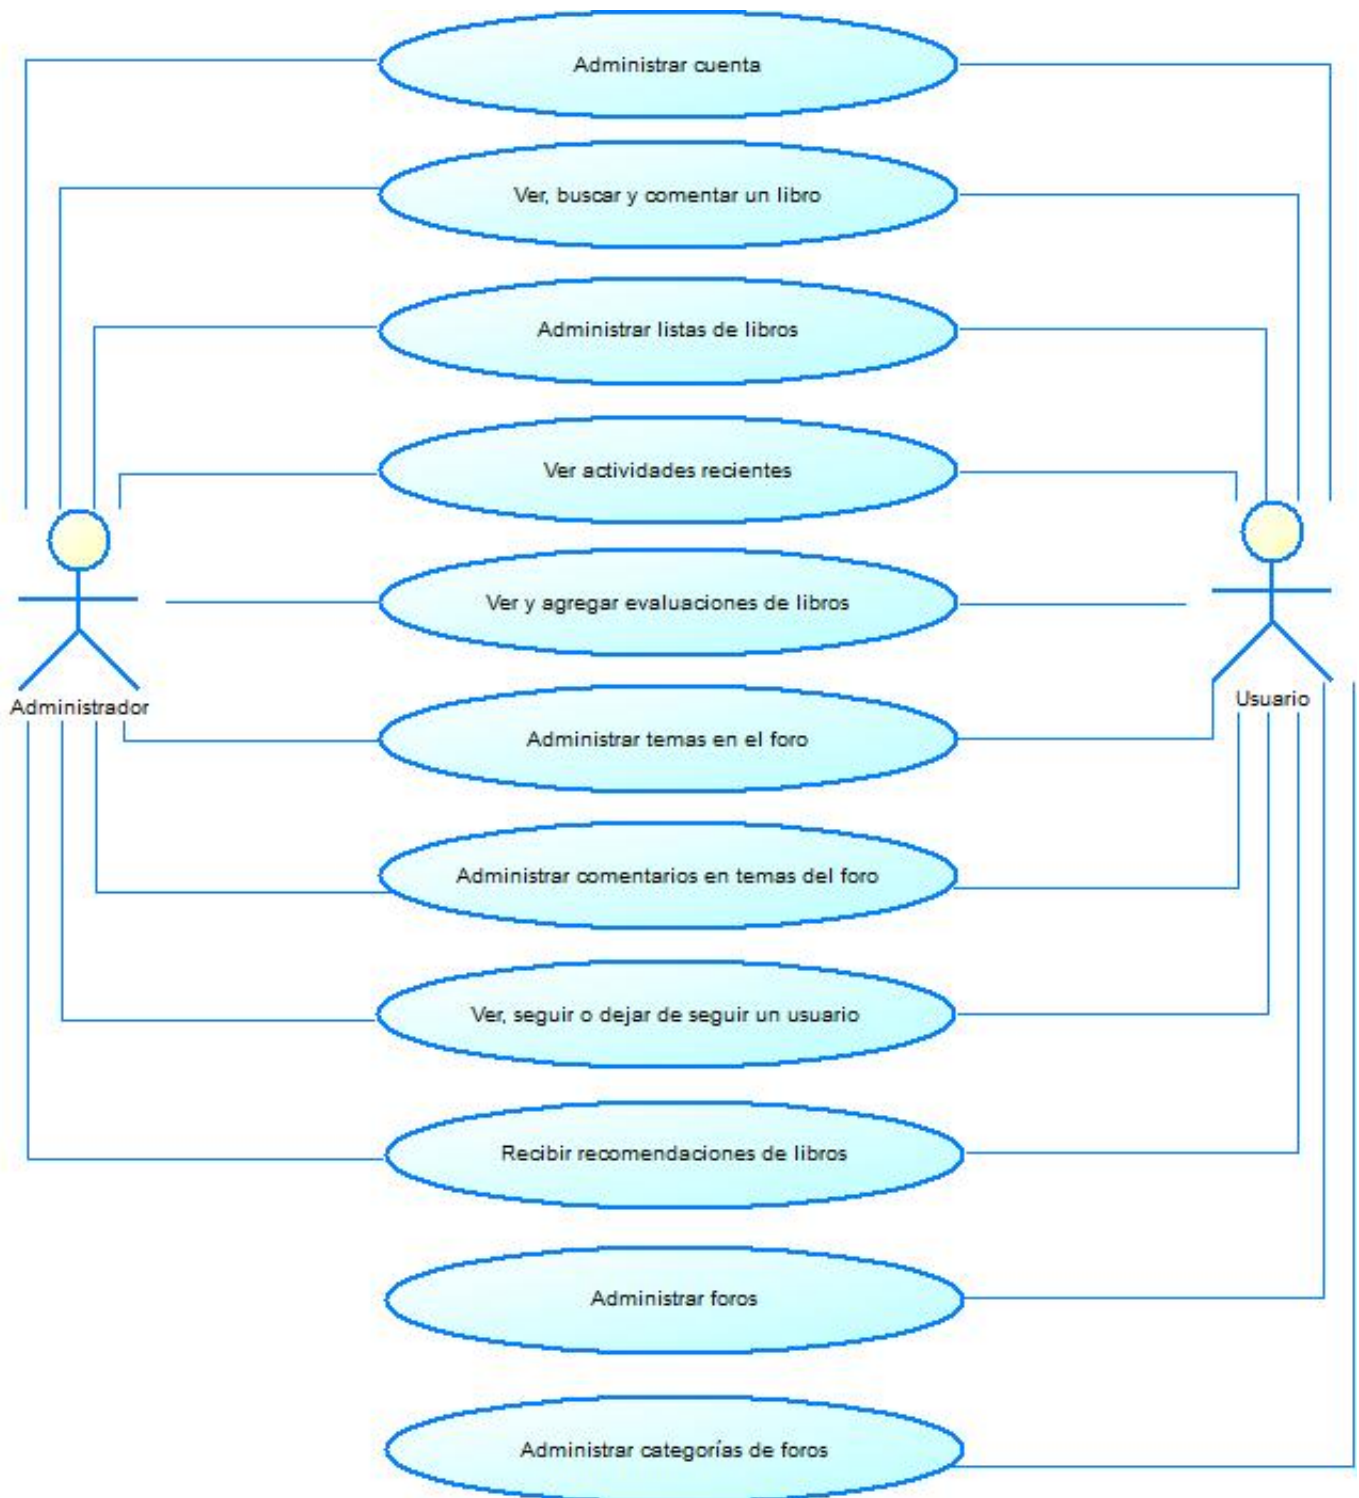 Administrar cuenta
Ver, buscar y comentar un libro
Administrar listas de libros
Ver actividades recientes
Ver y agregar evaluaciones de libros
Administrador
Usuario
Administrar temas en el foro
Administrar comentarios en temas del foro
Ver, seguir o dejar de seguir un usuario
Recibir recomendaciones de libros
Administrar foros
Administrar categorías de foros